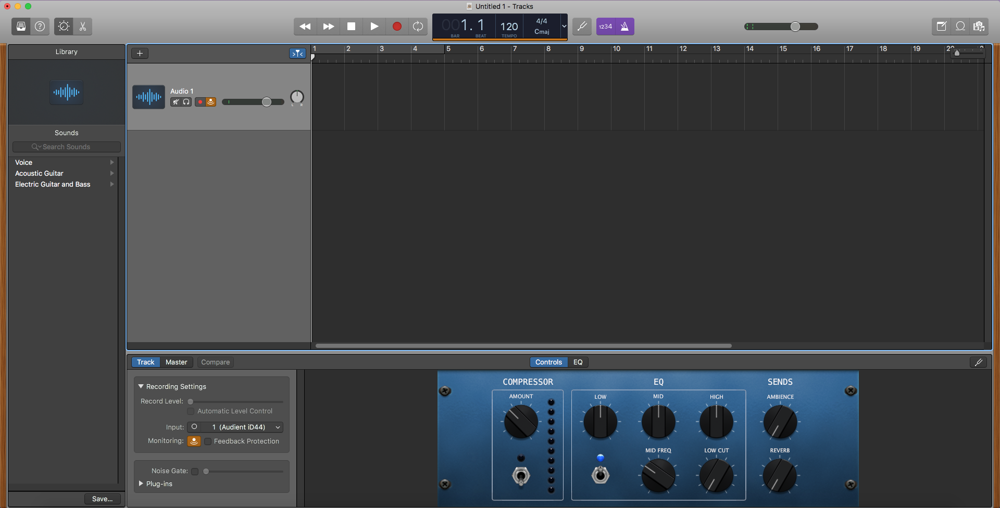 Untitled 1 - Tracks
001. 1
BAR BEAT
120
TEMPO
4/4
Cmaj
1234
Library
1 2 3 4 5 6 7 8 9 10 11 12 13 14 15 16 17 18 19
Audio 1
L R
Sounds
Search Sounds
Voice
Acoustic Guitar
Electric Guitar and Bass
Save...
Track Master Compare
Controls EQ
Recording Settings
Record Level:
Automatic Level Control
Input: 1 (Audient iD44)
Monitoring: Feedback Protection
Noise Gate:
Plug-ins
COMPRESSOR EQ SENDS
AMOUNT LOW MID HIGH AMBIENCE
MID FREQ LOW CUT REVERB